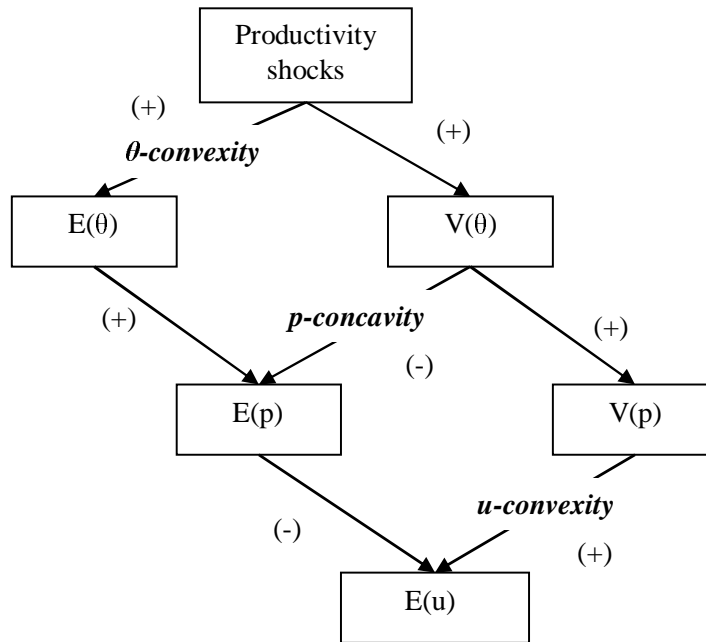 Productivity
shocks
(+)
(+)
θ-convexity
E(θ)
V(θ)
(+)
p-concavity
(+)
(-)
E(p)
V(p)
u-convexity
(-)
(+)
E(u)